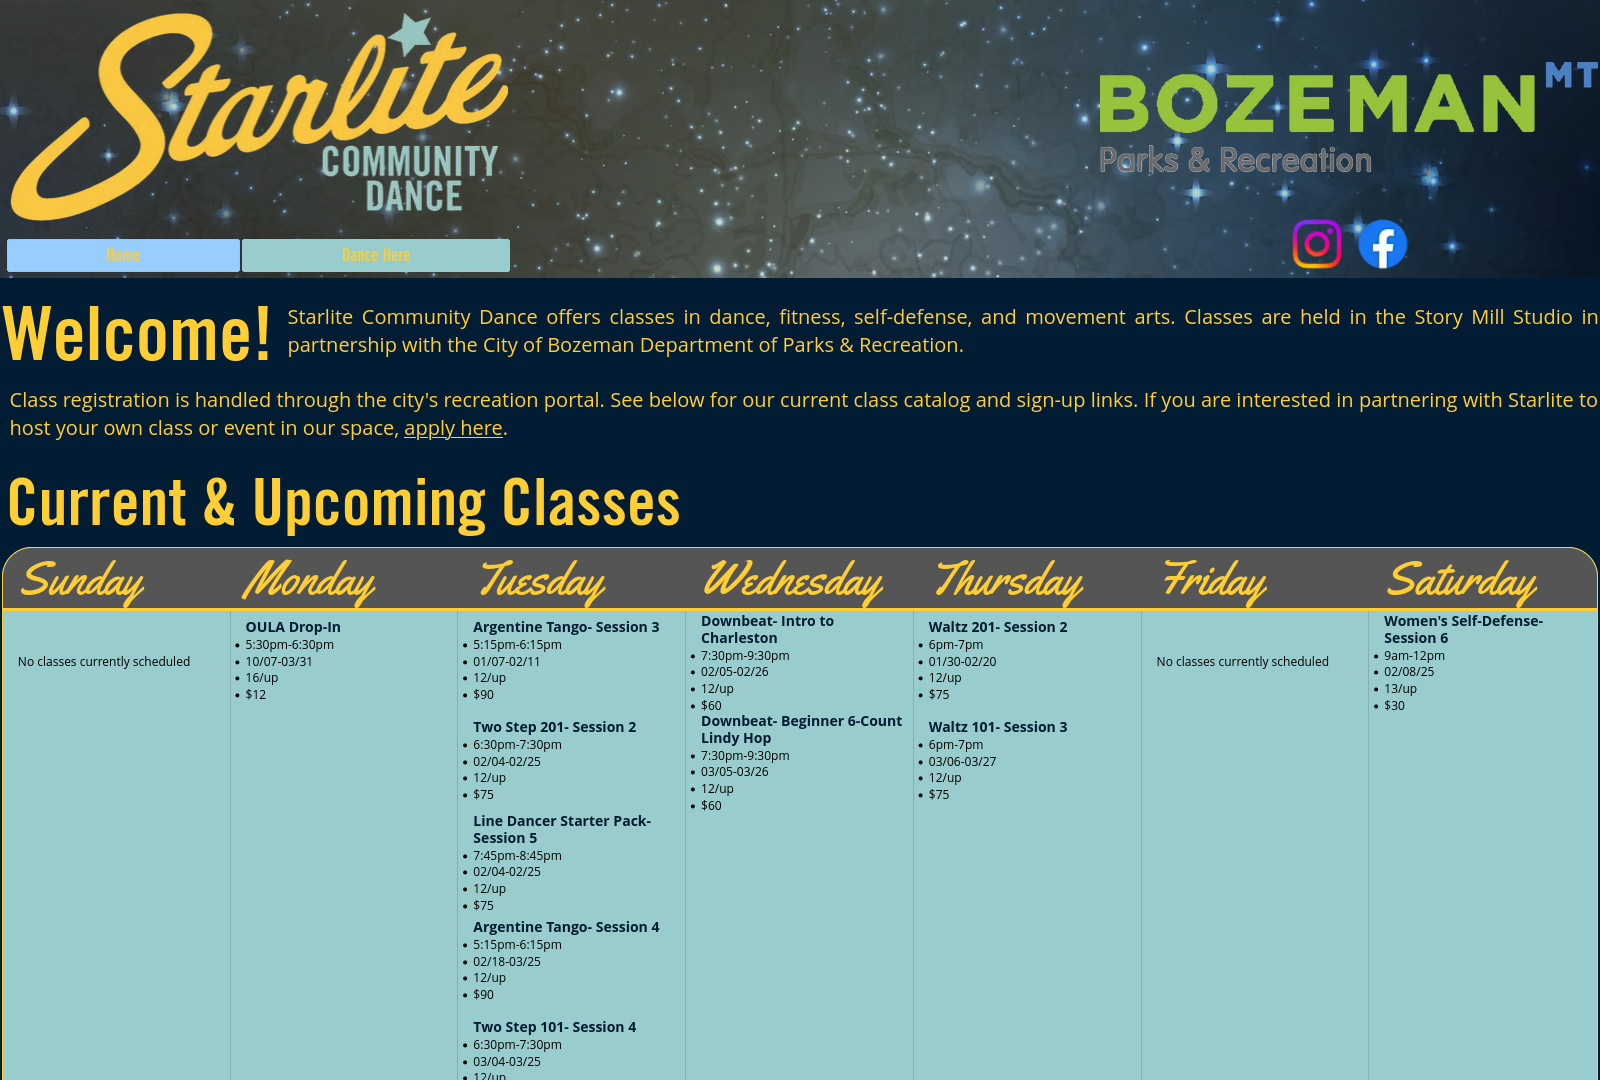 Starlite
COMMUNITY
DANCE
BOZEMAN MT
Parks & Recreation
Home
Dance Here
Welcome!
Starlite Community Dance offers classes in dance, fitness, self-defense, and movement arts. Classes are held in the Story Mill Studio in
partnership with the City of Bozeman Department of Parks & Recreation.
Class registration is handled through the city's recreation portal. See below for our current class catalog and sign-up links. If you are interested in partnering with Starlite to
host your own class or event in our space, apply here.
Current & Upcoming Classes
Sunday
No classes currently scheduled
Monday
OULA Drop-In
5:30pm-6:30pm
10/07-03/31
16/up
$12
Tuesday
Argentine Tango- Session 3
5:15pm-6:15pm
01/07-02/11
12/up
$90
Two Step 201- Session 2
6:30pm-7:30pm
02/04-02/25
12/up
$75
Line Dancer Starter Pack-
Session 5
7:45pm-8:45pm
02/04-02/25
12/up
$75
Argentine Tango- Session 4
5:15pm-6:15pm
02/18-03/25
12/up
$90
Two Step 101- Session 4
6:30pm-7:30pm
03/04-03/25
12/up
Wednesday
Downbeat- Intro to
Charleston
7:30pm-9:30pm
02/05-02/26
12/up
$60
Downbeat- Beginner 6-Count
Lindy Hop
7:30pm-9:30pm
03/05-03/26
12/up
$60
Thursday
Waltz 201- Session 2
6pm-7pm
01/30-02/20
12/up
$75
Waltz 101- Session 3
6pm-7pm
03/06-03/27
12/up
$75
Friday
No classes currently scheduled
Saturday
Women's Self-Defense-
Session 6
9am-12pm
02/08/25
13/up
$30